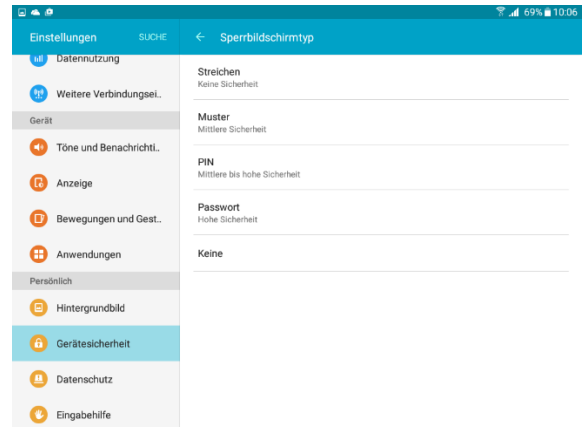 69% 10:06
Einstellungen SUCHE
Sperrbildschirmtyp
Datennutzung
Weitere Verbindungsei..
Gerät
Töne und Benachrichti..
Anzeige
Bewegungen und Gest..
Anwendungen
Persönlich
Hintergrundbild
Gerätesicherheit
Datenschutz
Eingabehilfe
Streichen
Keine Sicherheit
Muster
Mittlere Sicherheit
PIN
Mittlere bis hohe Sicherheit
Passwort
Hohe Sicherheit
Keine